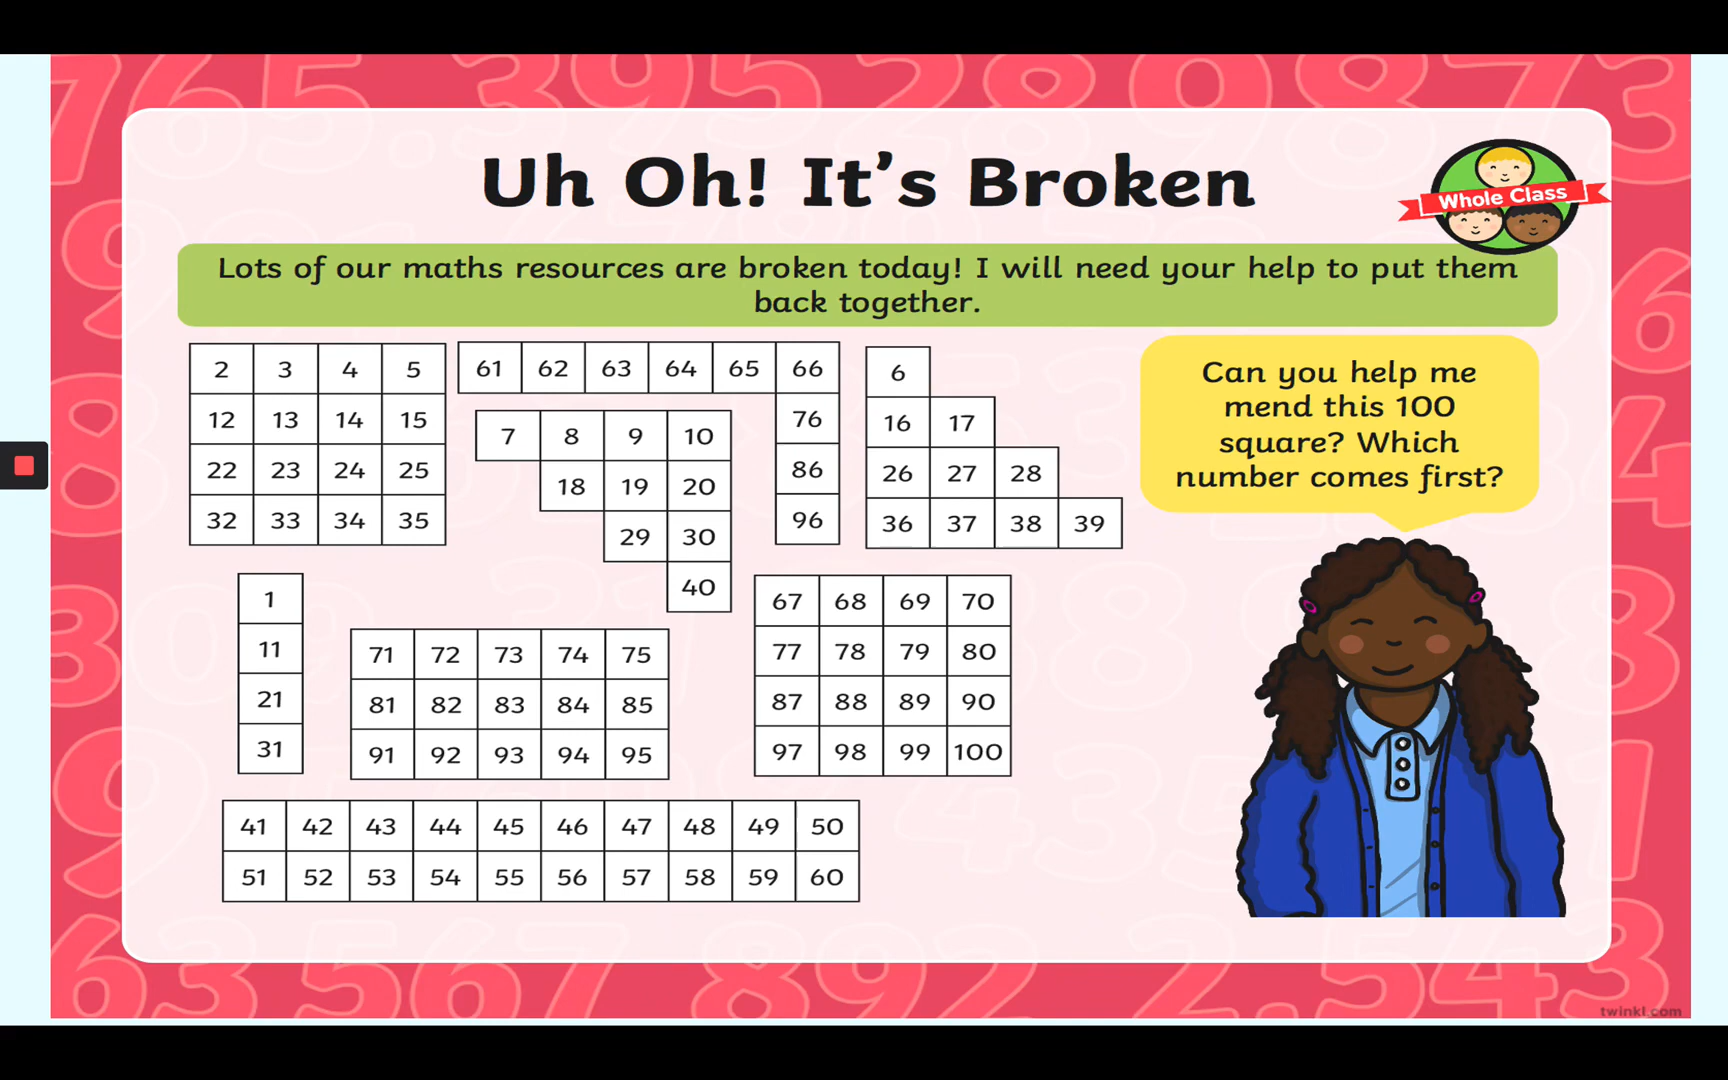 Uh Oh! It's Broken
Whole Class
Lots of our maths resources are broken today! I will need your help to put them
back together.
2 3 4 5
12 13 14 15
22 23 24 25
32 33 34 35
61 62 63 64 65 66
76
86
96
7 8 9 10
18 19 20
29 30
40
6
16 17
26 27 28
36 37 38 39
Can you help me
mend this 100
square? Which
number comes first?
1
11
21
31
71 72 73 74 75
81 82 83 84 85
91 92 93 94 95
67 68 69 70
77 78 79 80
87 88 89 90
97 98 99 100
41 42 43 44 45 46 47 48 49 50
51 52 53 54 55 56 57 58 59 60
twinkl.com